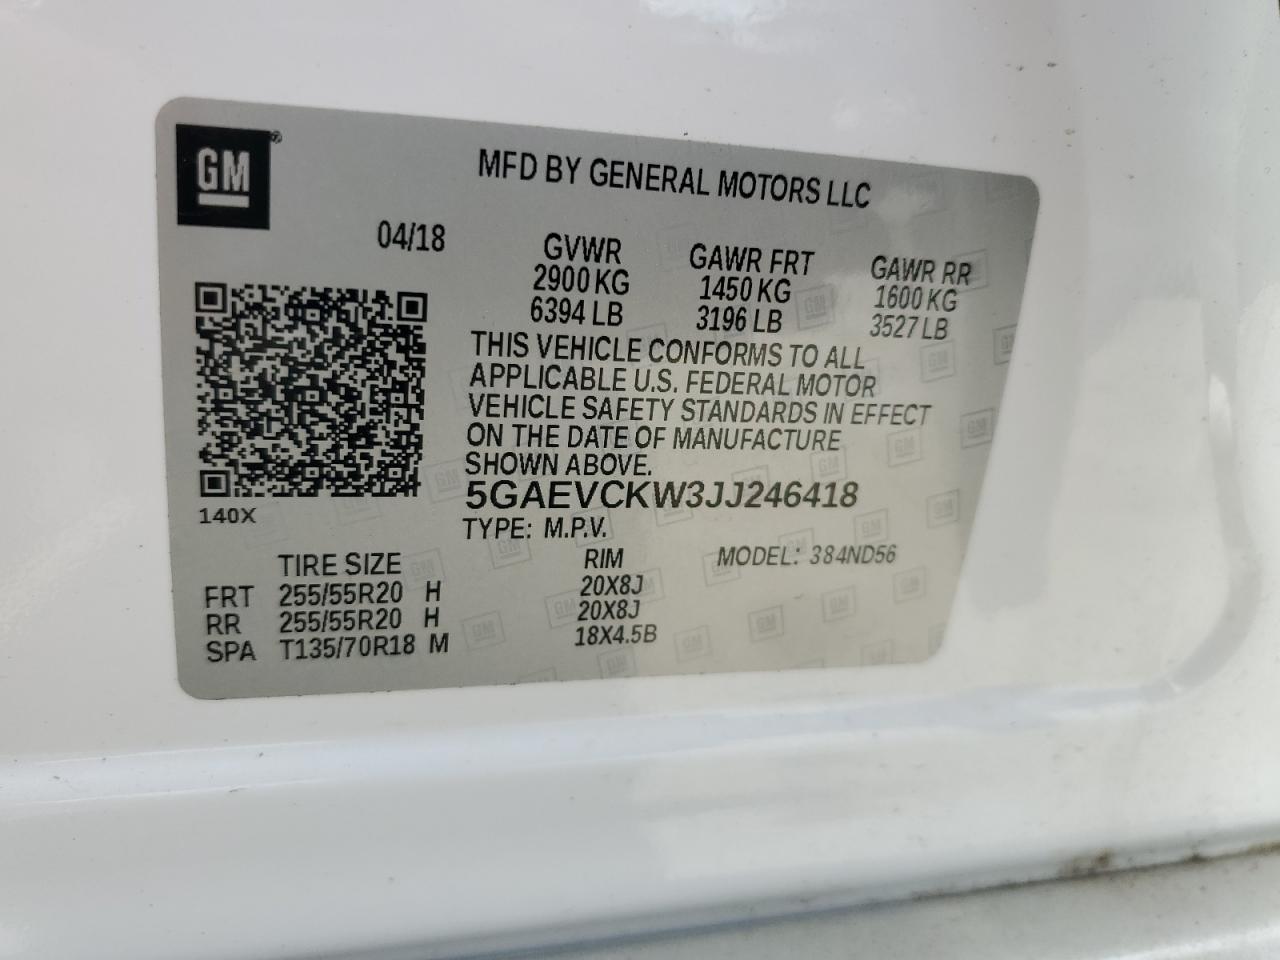 GM®
MFD BY GENERAL MOTORS LLC
04/18
GVWR GAWR FRT GAWR RR
2900 KG 1450 KG 1600 KG
6394 LB 3196 LB 3527 LB
THIS VEHICLE CONFORMS TO ALL
APPLICABLE U.S. FEDERAL MOTOR
VEHICLE SAFETY STANDARDS IN EFFECT
ON THE DATE OF MANUFACTURE
SHOWN ABOVE.
5GAEVCKW3JJ246418
140X
TYPE: M.P.V.
TIRE SIZE RIM MODEL: 384ND56
FRT 255/55R20 H 20X8J
RR 255/55R20 H 20X8J
SPA T135/70R18 M 18X4.5B